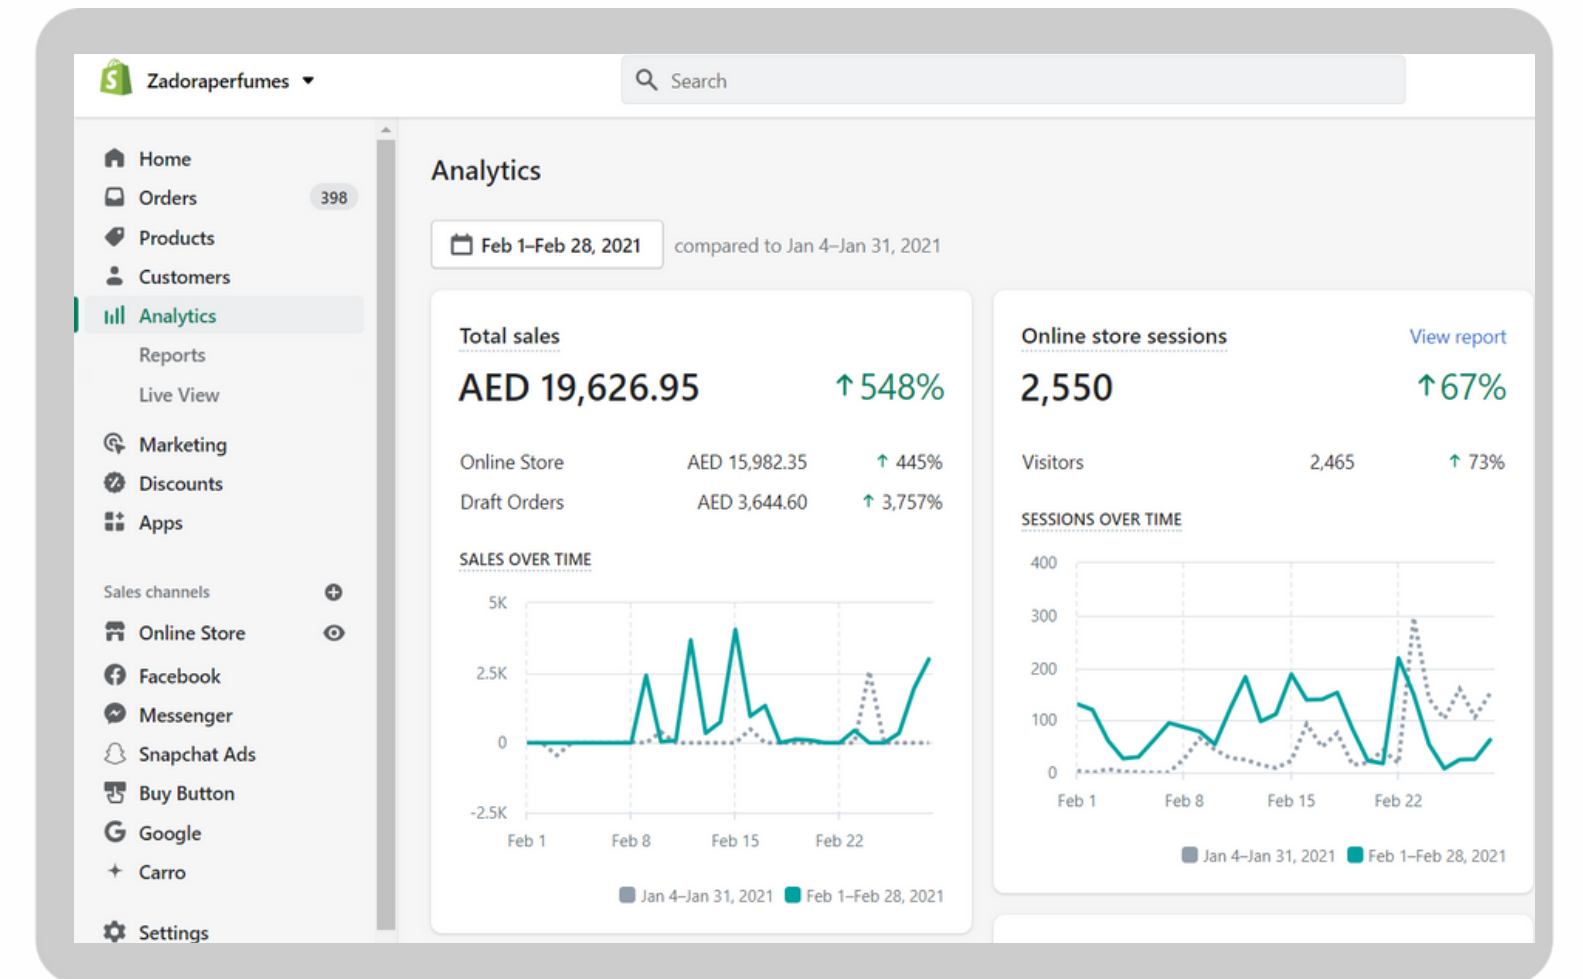 Zadoraperfumes
Search
Home
Orders 398
Products
Customers
Analytics
Reports
Live View
Marketing
Discounts
Apps
Sales channels
Online Store
Facebook
Messenger
Snapchat Ads
Buy Button
Google
Carro
Settings
Analytics
Feb 1–Feb 28, 2021 compared to Jan 4–Jan 31, 2021
Total sales
AED 19,626.95 ↑548%
Online Store AED 15,982.35 ↑ 445%
Draft Orders AED 3,644.60 ↑ 3,757%
SALES OVER TIME
5K
2.5K
0
-2.5K
Feb 1 Feb 8 Feb 15 Feb 22
Jan 4–Jan 31, 2021 Feb 1–Feb 28, 2021
Online store sessions View report
2,550 ↑67%
Visitors 2,465 ↑ 73%
SESSIONS OVER TIME
400
300
200
100
0
Feb 1 Feb 8 Feb 15 Feb 22
Jan 4–Jan 31, 2021 Feb 1–Feb 28, 2021